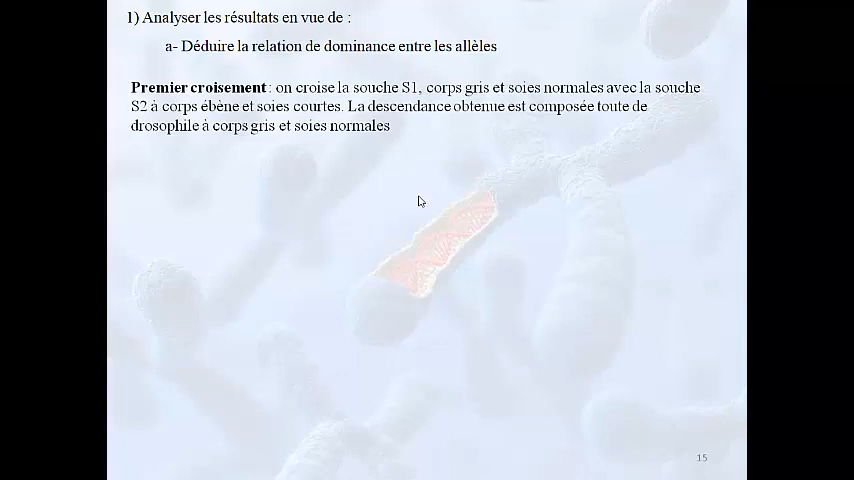 1) Analyser les résultats en vue de :
a- Déduire la relation de dominance entre les allèles
Premier croisement : on croise la souche S1, corps gris et soies normales avec la souche
S2 à corps ébène et soies courtes. La descendance obtenue est composée toute de
drosophile à corps gris et soies normales
15